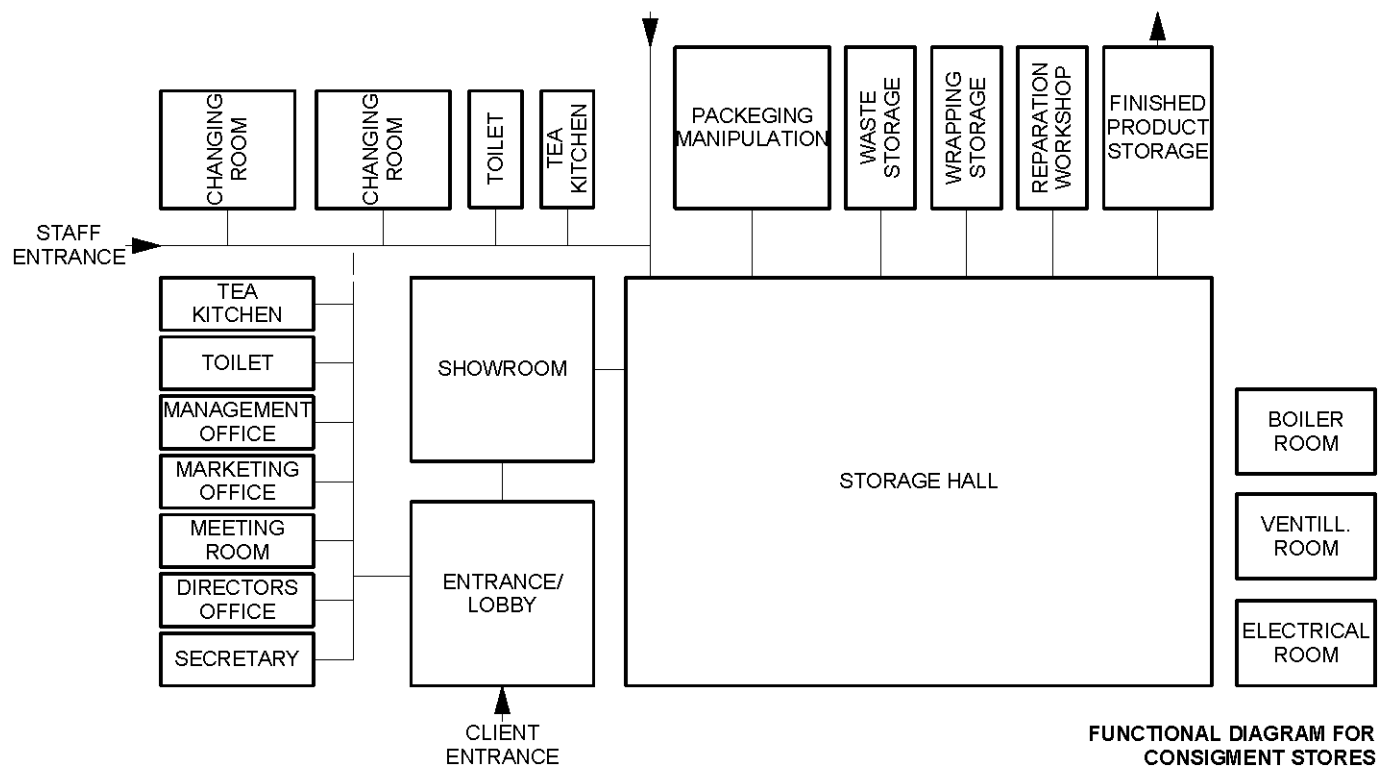 CHANGING
ROOM
CHANGING
ROOM
TOILET
TEA
KITCHEN
PACKEGING
MANIPULATION
WASTE
STORAGE
WRAPPING
STORAGE
REPARATION
WORKSHOP
FINISHED
PRODUCT
STORAGE
STAFF
ENTRANCE
TEA
KITCHEN
TOILET
MANAGEMENT
OFFICE
MARKETING
OFFICE
MEETING
ROOM
DIRECTORS
OFFICE
SECRETARY
SHOWROOM
ENTRANCE/
LOBBY
CLIENT
ENTRANCE
STORAGE HALL
BOILER
ROOM
VENTILL.
ROOM
ELECTRICAL
ROOM
FUNCTIONAL DIAGRAM FOR
CONSIGMENT STORES